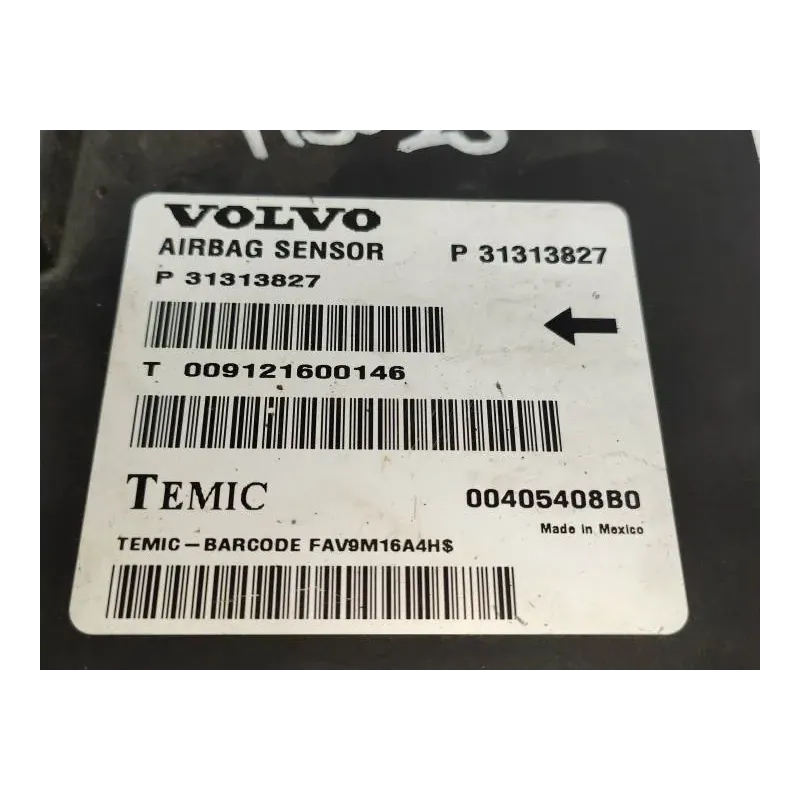 VOLVO
AIRBAG SENSOR P 31313827
P 31313827
T 009121600146
TEMIC 00405408B0
Made in Mexico
TEMIC-BARCODE FAV9M16A4H$